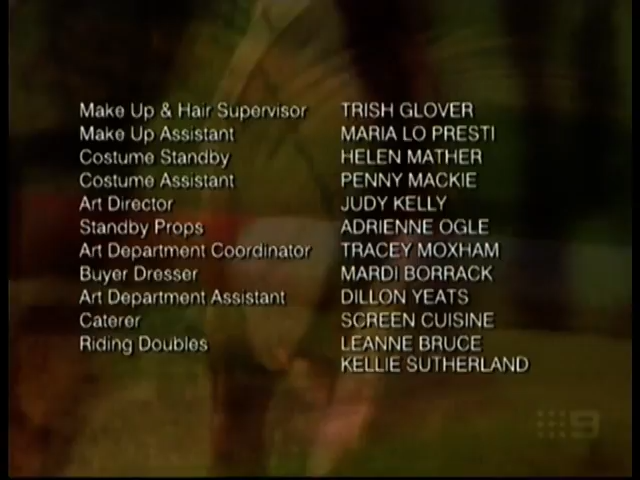 Make Up & Hair Supervisor TRISH GLOVER
Make Up Assistant MARIA LO PRESTI
Costume Standby HELEN MATHER
Costume Assistant PENNY MACKIE
Art Director JUDY KELLY
Standby Props ADRIENNE OGLE
Art Department Coordinator TRACEY MOXHAM
Buyer Dresser MARDI BORRACK
Art Department Assistant DILLON YEATS
Caterer SCREEN CUISINE
Riding Doubles LEANNE BRUCE
KELLIE SUTHERLAND
9